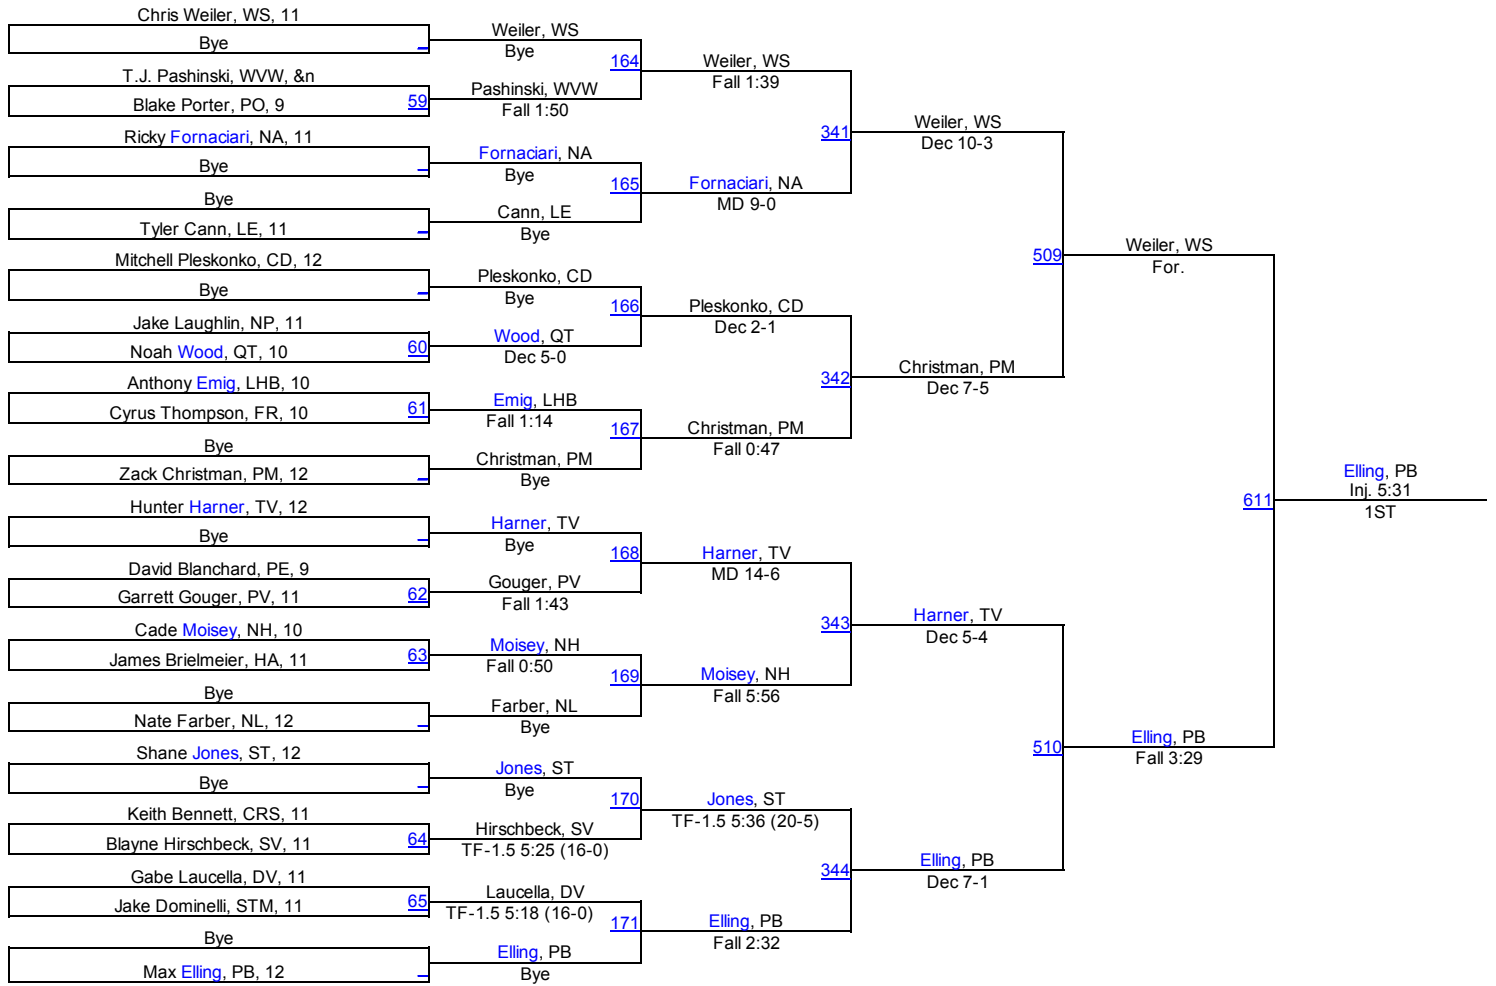 Chris Weiler, WS, 11
Bye
T.J. Pashinski, WVW, &n
Blake Porter, PO, 9
59
Ricky Fornaciari, NA, 11
Bye
Bye
Tyler Cann, LE, 11
Mitchell Pleskonko, CD, 12
Bye
Jake Laughlin, NP, 11
Noah Wood, QT, 10
60
Anthony Emig, LHB, 10
Cyrus Thompson, FR, 10
61
Bye
Zack Christman, PM, 12
Hunter Harner, TV, 12
Bye
David Blanchard, PE, 9
Garrett Gouger, PV, 11
62
Cade Moisey, NH, 10
James Brielmeier, HA, 11
63
Bye
Nate Farber, NL, 12
Shane Jones, ST, 12
Bye
Keith Bennett, CRS, 11
Blayne Hirschbeck, SV, 11
64
Gabe Laucella, DV, 11
Jake Dominelli, STM, 11
65
Bye
Max Elling, PB, 12
Weiler, WS
Bye
164
Pashinski, WVW
Fall 1:50
Fornaciari, NA
Bye
165
Cann, LE
Bye
Pleskonko, CD
Bye
166
Wood, QT
Dec 5-0
Emig, LHB
Fall 1:14
167
Christman, PM
Bye
Harner, TV
Bye
168
Gouger, PV
Fall 1:43
Moisey, NH
Fall 0:50
169
Farber, NL
Bye
Jones, ST
Bye
170
Hirschbeck, SV
TF-1.5 5:25 (16-0)
Laucella, DV
TF-1.5 5:18 (16-0)
171
Elling, PB
Bye
Weiler, WS
Fall 1:39
341
Fornaciari, NA
MD 9-0
Pleskonko, CD
Dec 2-1
342
Christman, PM
Fall 0:47
Harner, TV
MD 14-6
343
Moisey, NH
Fall 5:56
Jones, ST
TF-1.5 5:36 (20-5)
344
Elling, PB
Fall 2:32
Weiler, WS
Dec 10-3
509
Christman, PM
Dec 7-5
Harner, TV
Dec 5-4
510
Elling, PB
Dec 7-1
Weiler, WS
For.
611
Elling, PB
Fall 3:29
Elling, PB
Inj. 5:31
1ST